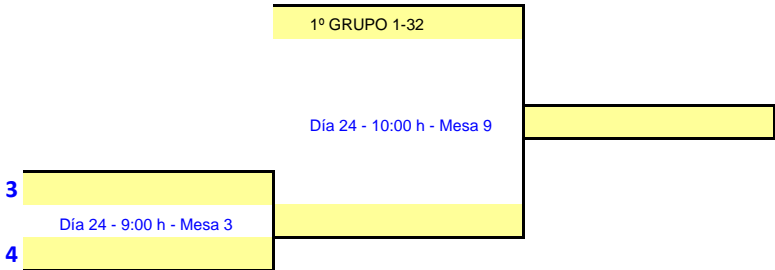 1º GRUPO 1-32
Día 24 - 10:00 h - Mesa 9
3
Día 24 - 9:00 h - Mesa 3
4